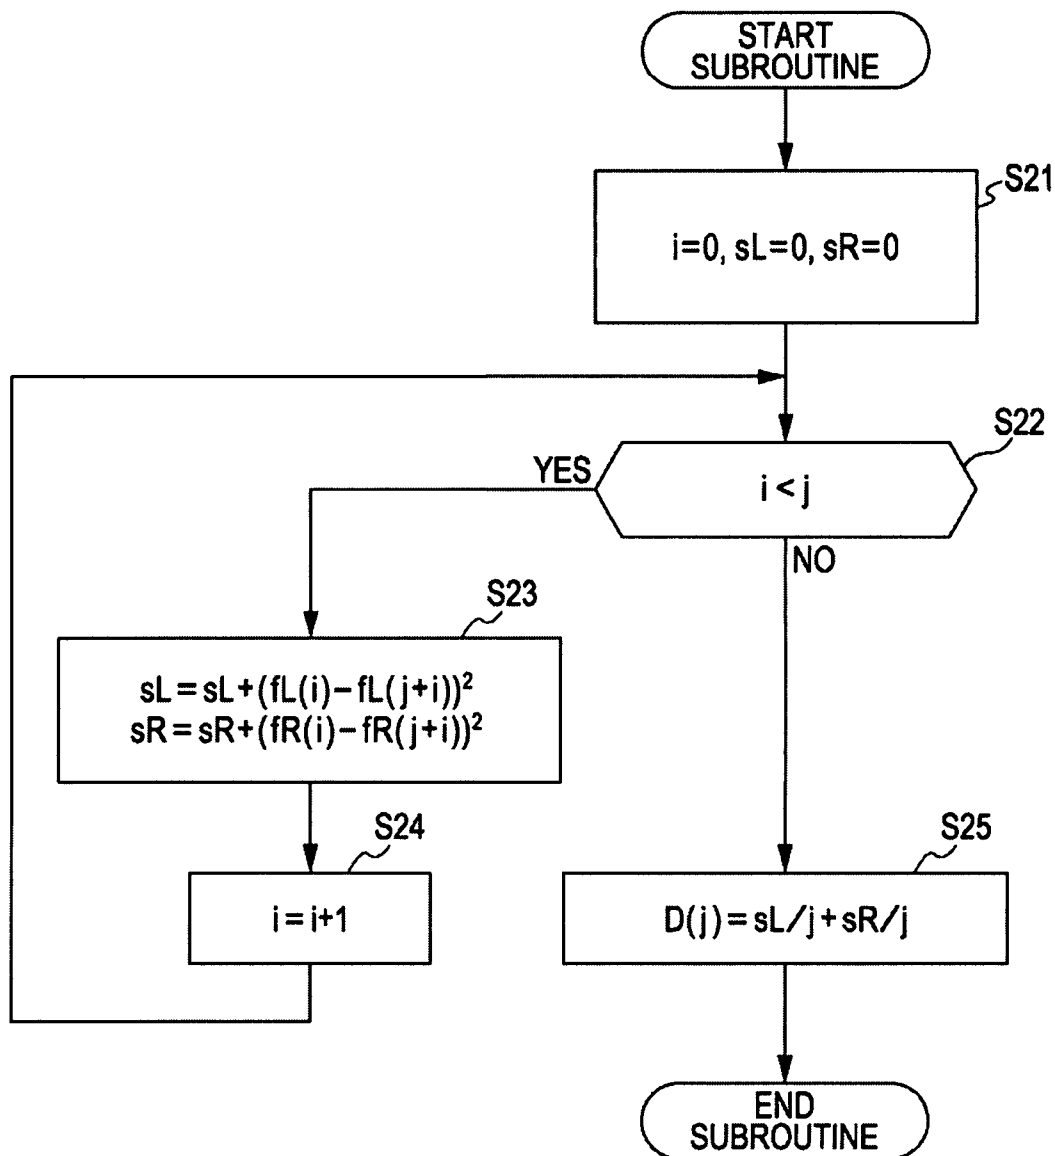 START
SUBROUTINE
S21
i=0, sL=0, sR=0
S22
YES
i < j
NO
S23
sL=sL+(fL(i)−fL(j+i))²
sR=sR+(fR(i)−fR(j+i))²
S24
i=i+1
S25
D(j)=sL/j+sR/j
END
SUBROUTINE